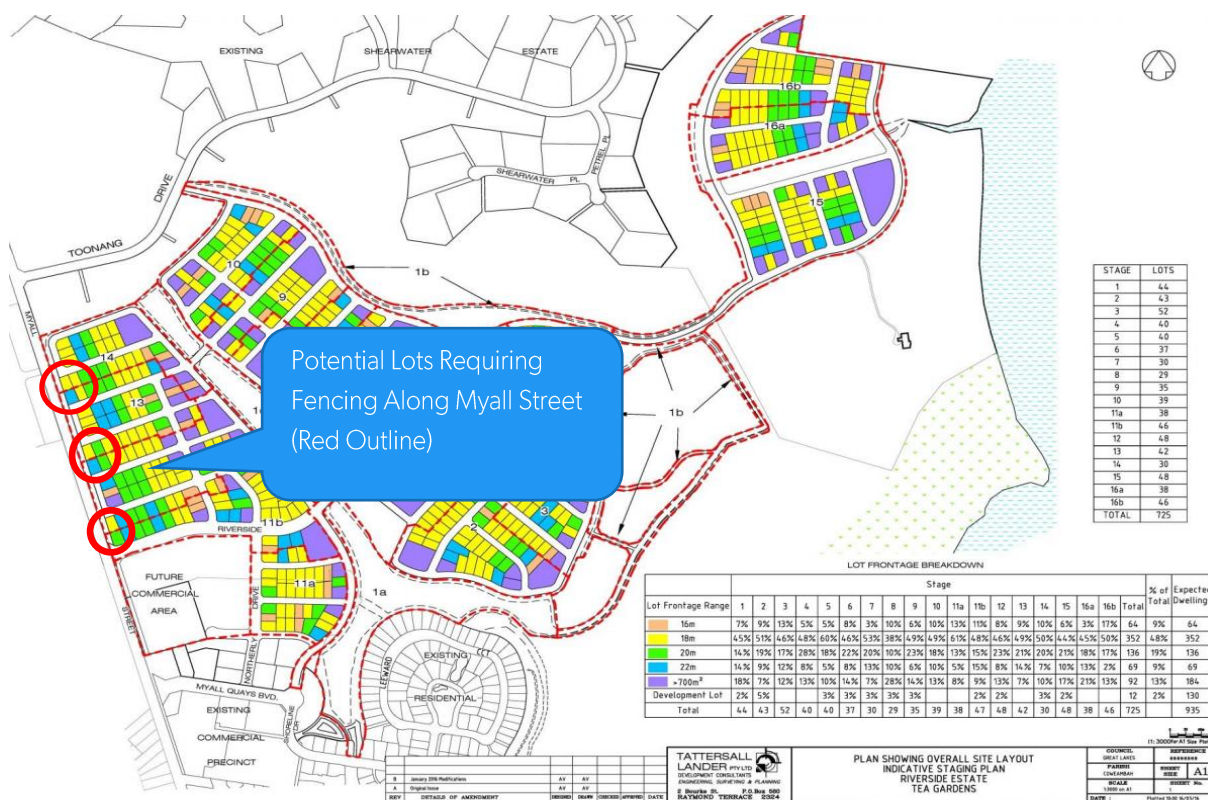 EXISTING SHEARWATER ESTATE
16b
16a
PETREL PL
SHEARWATER PL
DRIVE
15
TOONANG
10
1b
9
MYALL
14
Potential Lots Requiring
Fencing Along Myall Street
(Red Outline)
13
1b
3
2
11b
RIVERSIDE
FUTURE
COMMERCIAL
AREA
11a
DRIVE
1a
STREET
NORTHERLY
LEEWARD
EXISTING
CCT
RESIDENTIAL
MYALL QUAYS BVD.
EXISTING
COMMERCIAL
PRECINCT
SHORELINE
DR
STAGE LOTS
1 44
2 43
3 52
4 40
5 40
6 37
7 30
8 29
9 35
10 39
11a 38
11b 46
12 48
13 42
14 30
15 48
16a 38
16b 46
TOTAL 725
LOT FRONTAGE BREAKDOWN
Stage
Lot Frontage Range 1 2 3 4 5 6 7 8 9 10 11a 11b 12 13 14 15 16a 16b Total % of Total Expected Dwellings
16m 7% 9% 13% 5% 5% 8% 3% 10% 6% 10% 13% 11% 8% 9% 10% 6% 3% 17% 64 9% 64
18m 45% 51% 46% 48% 60% 46% 53% 38% 49% 49% 61% 48% 46% 49% 50% 44% 45% 50% 352 48% 352
20m 14% 19% 17% 28% 18% 22% 20% 10% 23% 18% 13% 15% 23% 21% 20% 21% 18% 17% 136 19% 136
22m 14% 9% 12% 8% 5% 8% 13% 10% 6% 10% 5% 15% 8% 14% 7% 10% 13% 2% 69 9% 69
>700m² 18% 7% 12% 13% 10% 14% 7% 28% 14% 13% 8% 9% 13% 7% 10% 17% 21% 13% 92 13% 184
Development Lot 2% 5% 3% 3% 3% 3% 3% 2% 2% 3% 2% 12 2% 130
Total 44 43 52 40 40 37 30 29 35 39 38 47 48 42 30 48 38 46 725 935
TATTERSALL
LANDER PTY LTD
DEVELOPMENT CONSULTANTS
ENGINEERING, SURVEYING & PLANNING
2 Bourke St. P.O.Box 580
RAYMOND TERRACE 2324
PLAN SHOWING OVERALL SITE LAYOUT
INDICATIVE STAGING PLAN
RIVERSIDE ESTATE
TEA GARDENS
COUNCIL
GREAT LAKES
PARISH
COWEAMBAH
SCALE
1:3000 on A1
DATE :
REFERENCE
SHEET SIZE A1
SHEET No.
1
B January 2016 Modifications AV AV
A Original Issue AV AV
REV DETAILS OF AMENDMENT DESIGNED DRAWN CHECKED APPROVED DATE